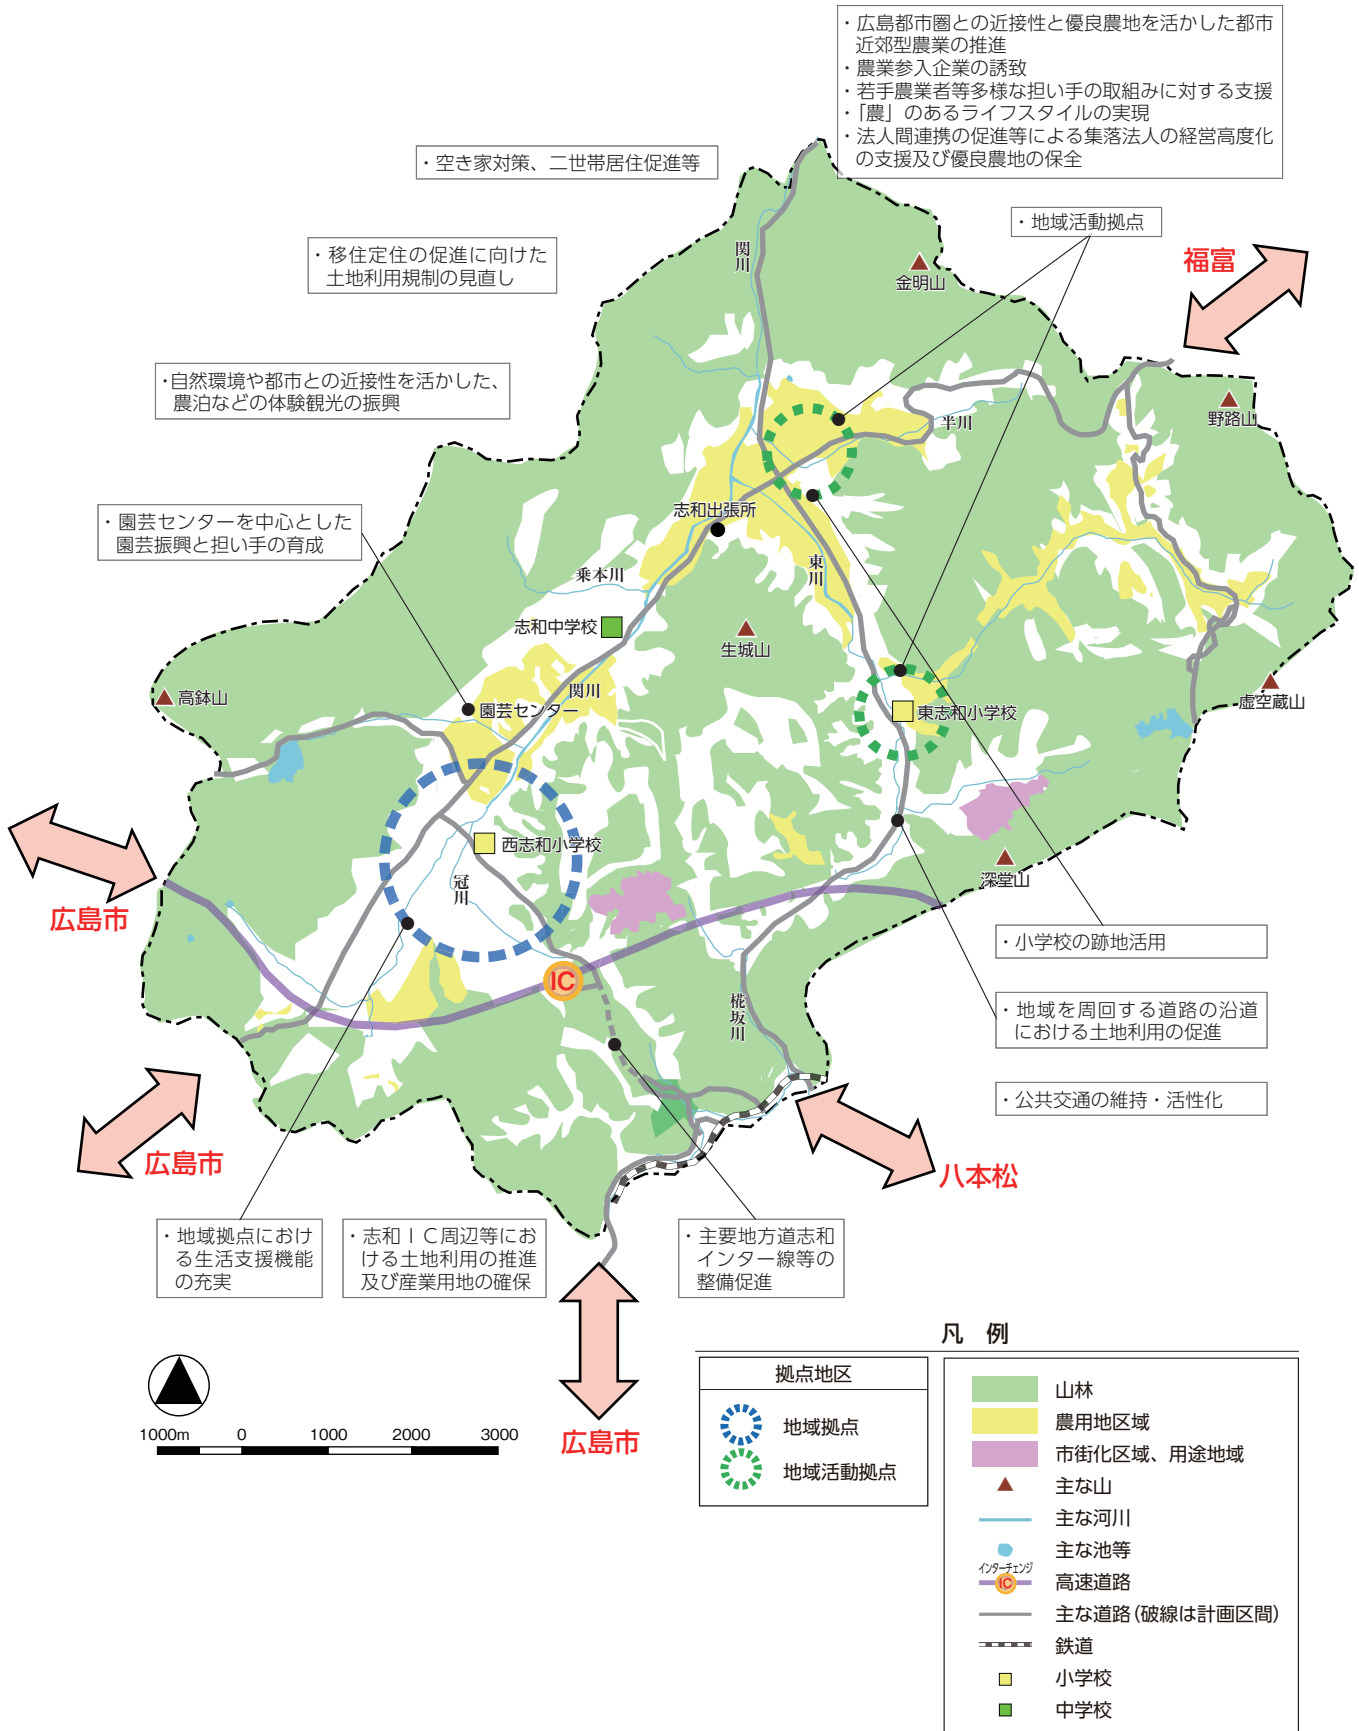 ・広島都市圏との近接性と優良農地を活かした都市
近郊型農業の推進
・農業参入企業の誘致
・若手農業者等多様な担い手の取組みに対する支援
・「農」のあるライフスタイルの実現
・法人間連携の促進等による集落法人の経営高度化
の支援及び優良農地の保全
・空き家対策、二世帯居住促進等
・地域活動拠点
・移住定住の促進に向けた
土地利用規制の見直し
関川
福富
金明山
・自然環境や都市との近接性を活かした、
農泊などの体験観光の振興
野路山
半川
志和出張所
・園芸センターを中心とした
園芸振興と担い手の育成
乗本川
東川
志和中学校
生城山
関川
高鉢山
園芸センター
東志和小学校
虚空蔵山
西志和小学校
冠川
深堂山
広島市
・小学校の跡地活用
IC
椛坂川
・地域を周回する道路の沿道
における土地利用の促進
・公共交通の維持・活性化
広島市
八本松
・地域拠点におけ
る生活支援機能
の充実
・志和ＩＣ周辺等にお
ける土地利用の推進
及び産業用地の確保
・主要地方道志和
インター線等の
整備促進
広島市
1000m 0 1000 2000 3000
凡 例
拠点地区
地域拠点
地域活動拠点
山林
農用地区域
市街化区域、用途地域
主な山
主な河川
主な池等
インターチェンジ
IC
高速道路
主な道路(破線は計画区間)
鉄道
小学校
中学校